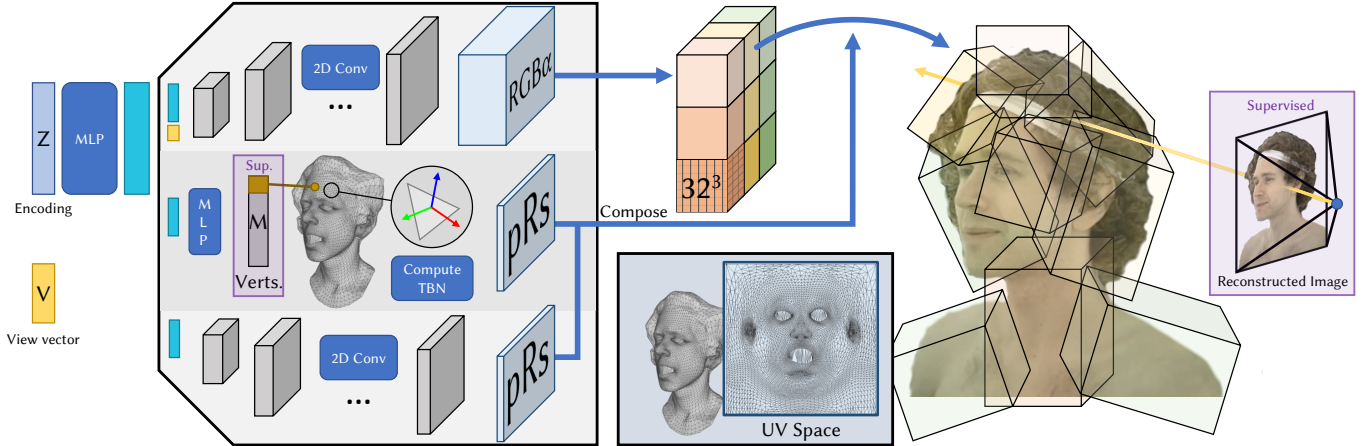 Z
MLP
Encoding
V
View vector
2D Conv
...
RGBα
Sup.
M
L
P
M
Verts.
Compute
TBN
pRs
2D Conv
...
pRs
Compose
32³
UV Space
Supervised
Reconstructed Image